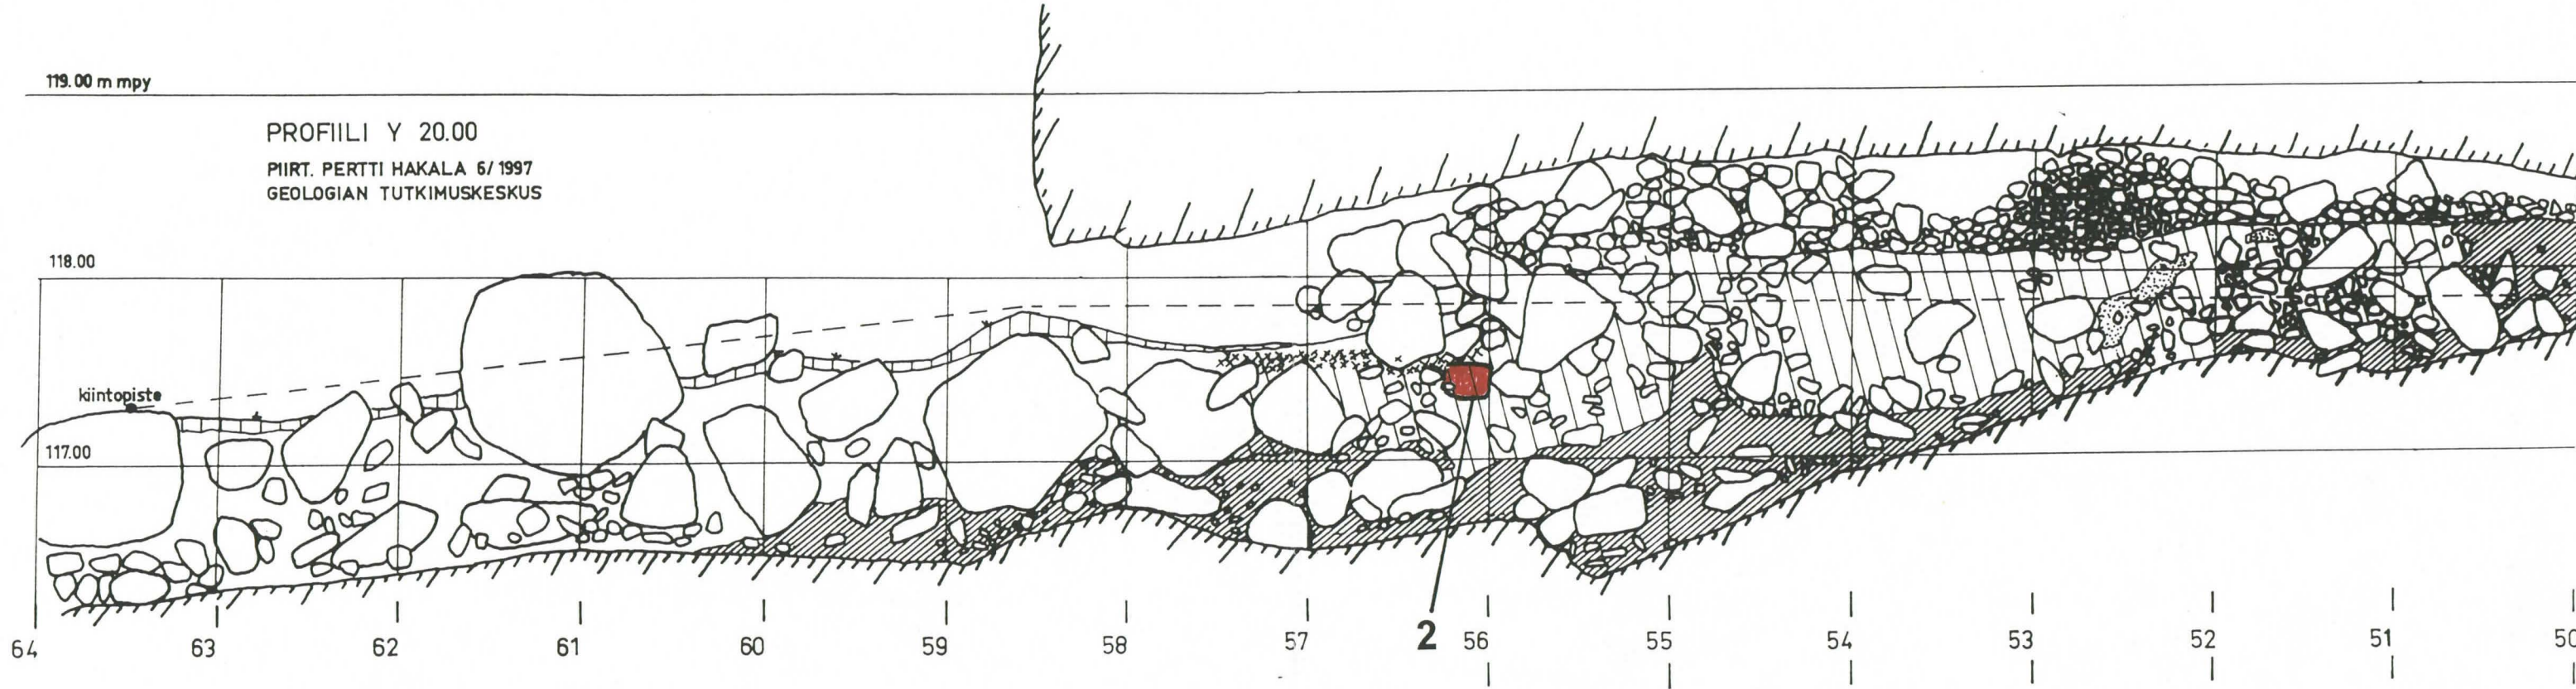 119.00 m mpy
PROFIILI Y 20.00
PIIRT. PERTTI HAKALA 6/1997
GEOLOGIAN TUTKIMUSKESKUS
118.00
kiintopiste
117.00
64 63 62 61 60 59 58 57 2 56 55 54 53 52 51 50